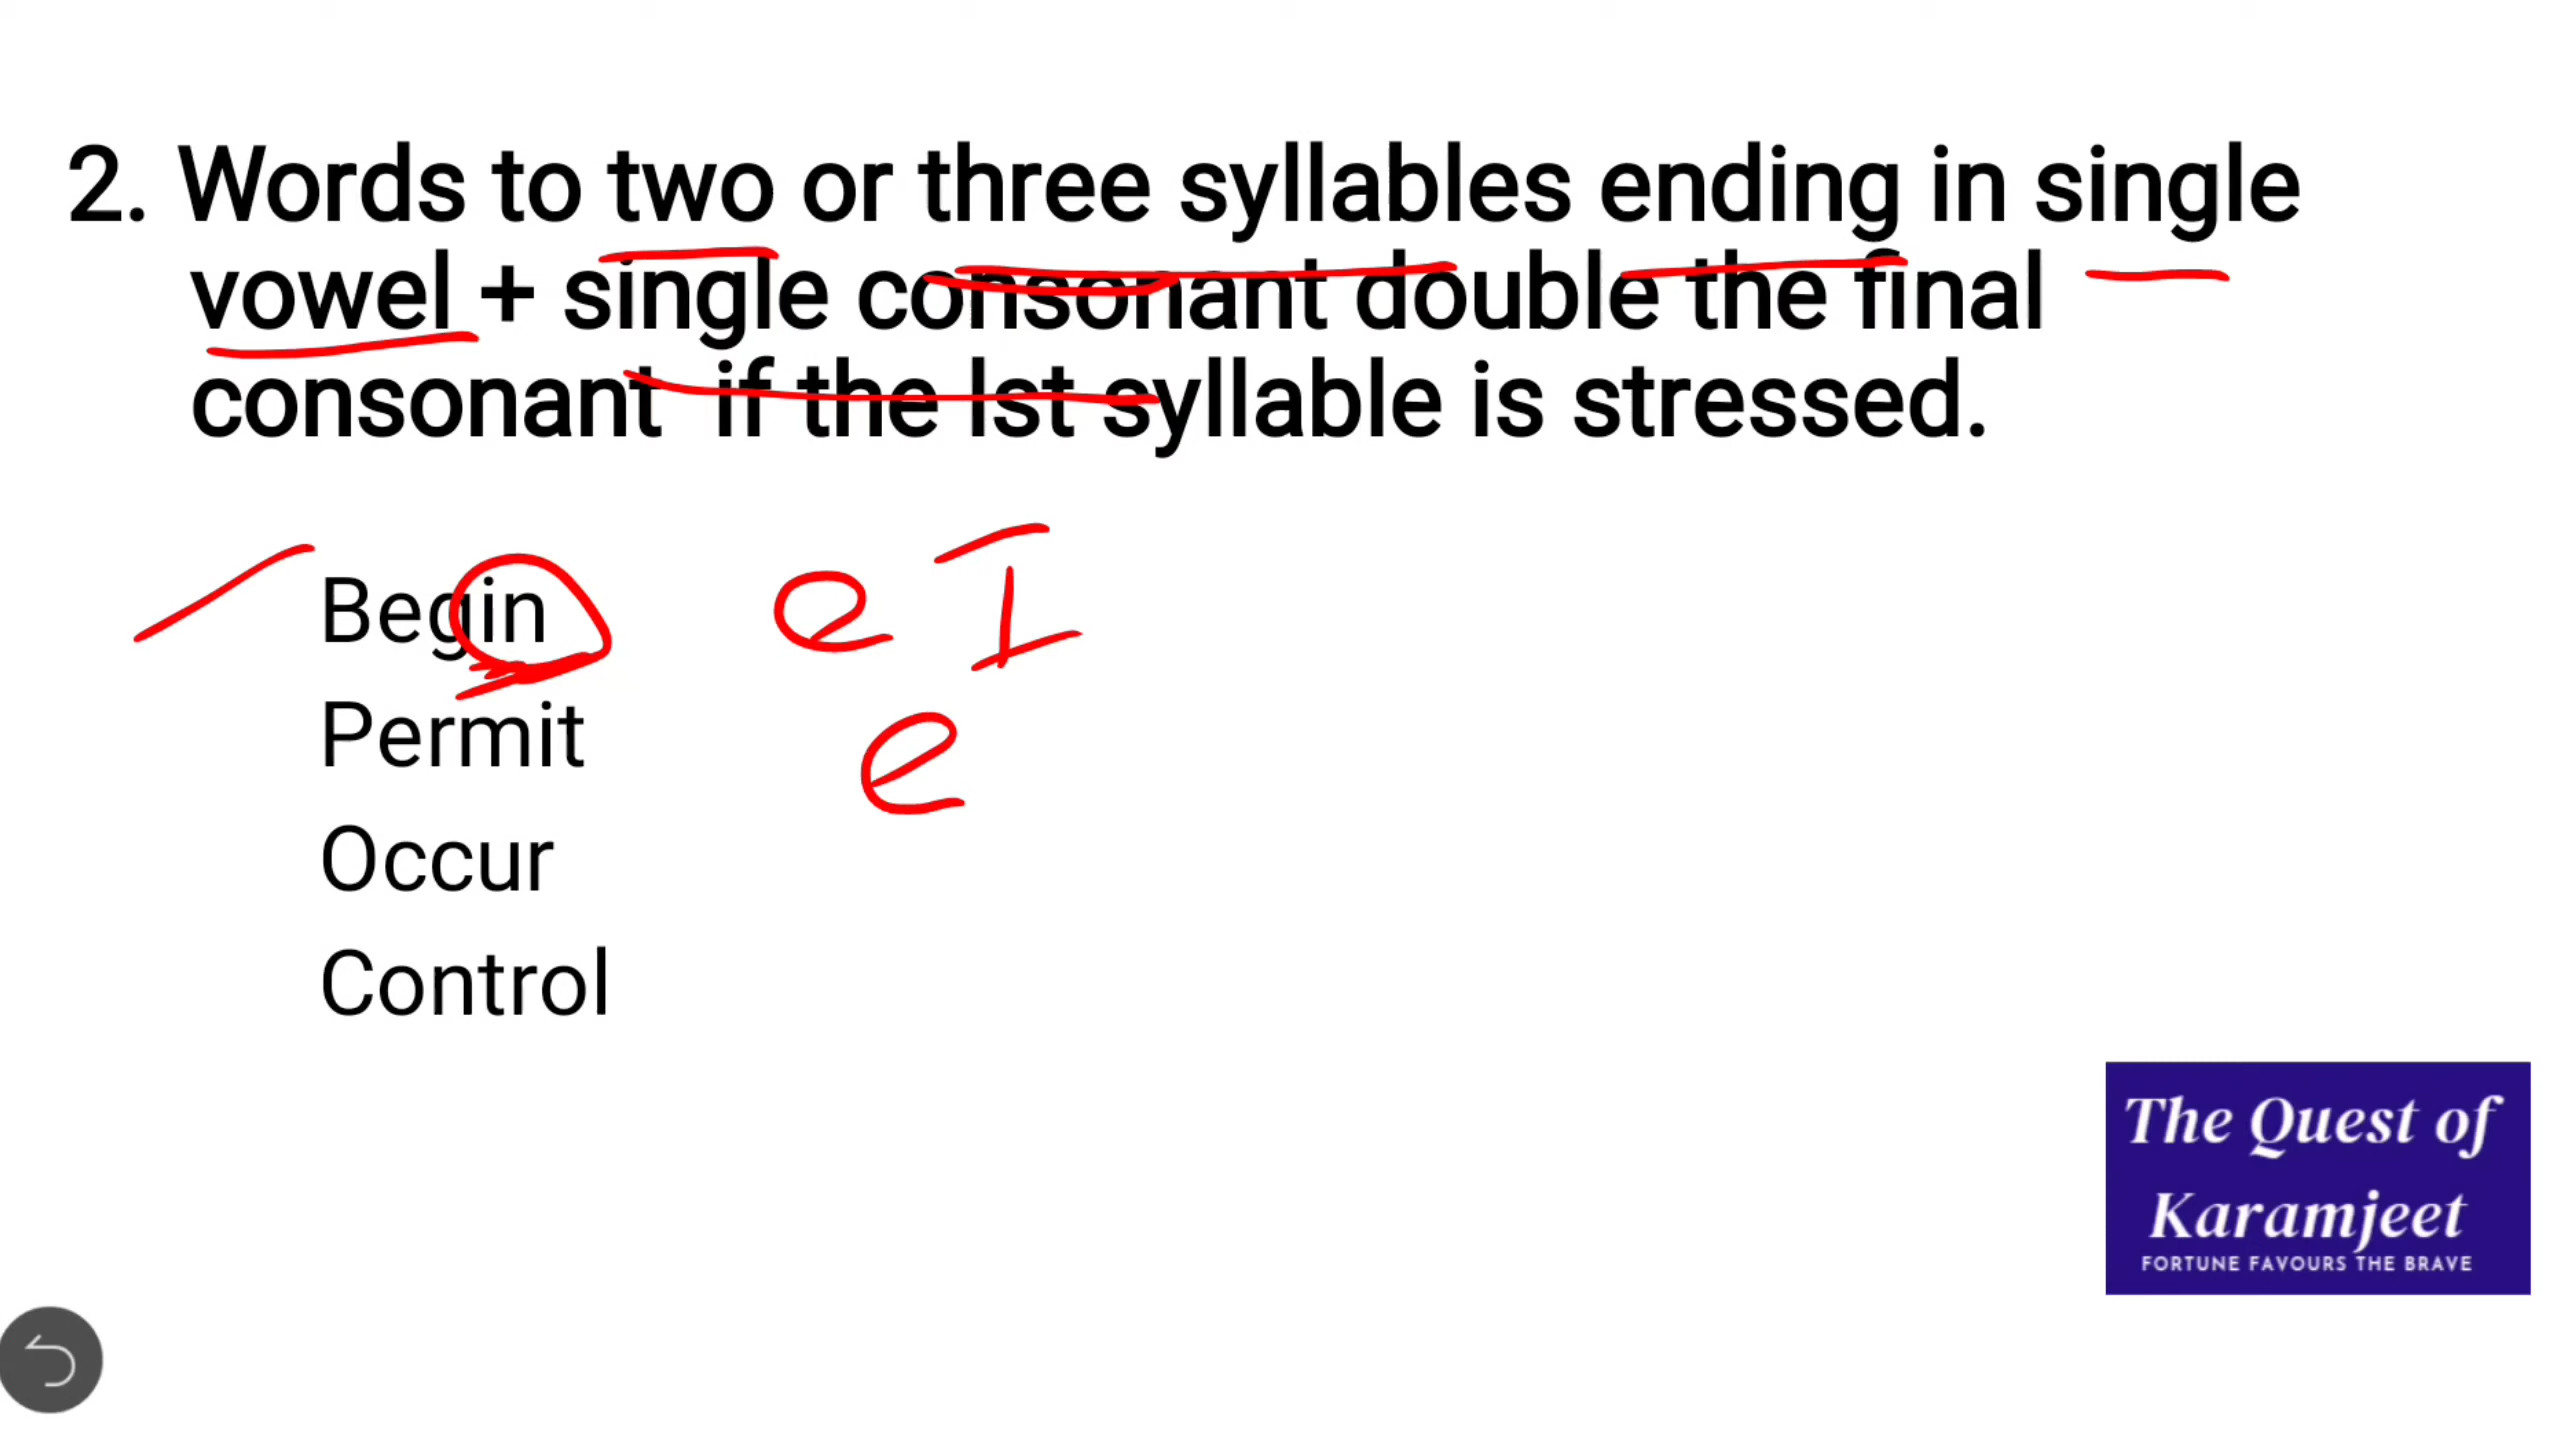 2. Words to two or three syllables ending in single
vowel + single consonant double the final
consonant if the lst syllable is stressed.
Begin e I
Permit e
Occur
Control
The Quest of
Karamjeet
FORTUNE FAVOURS THE BRAVE